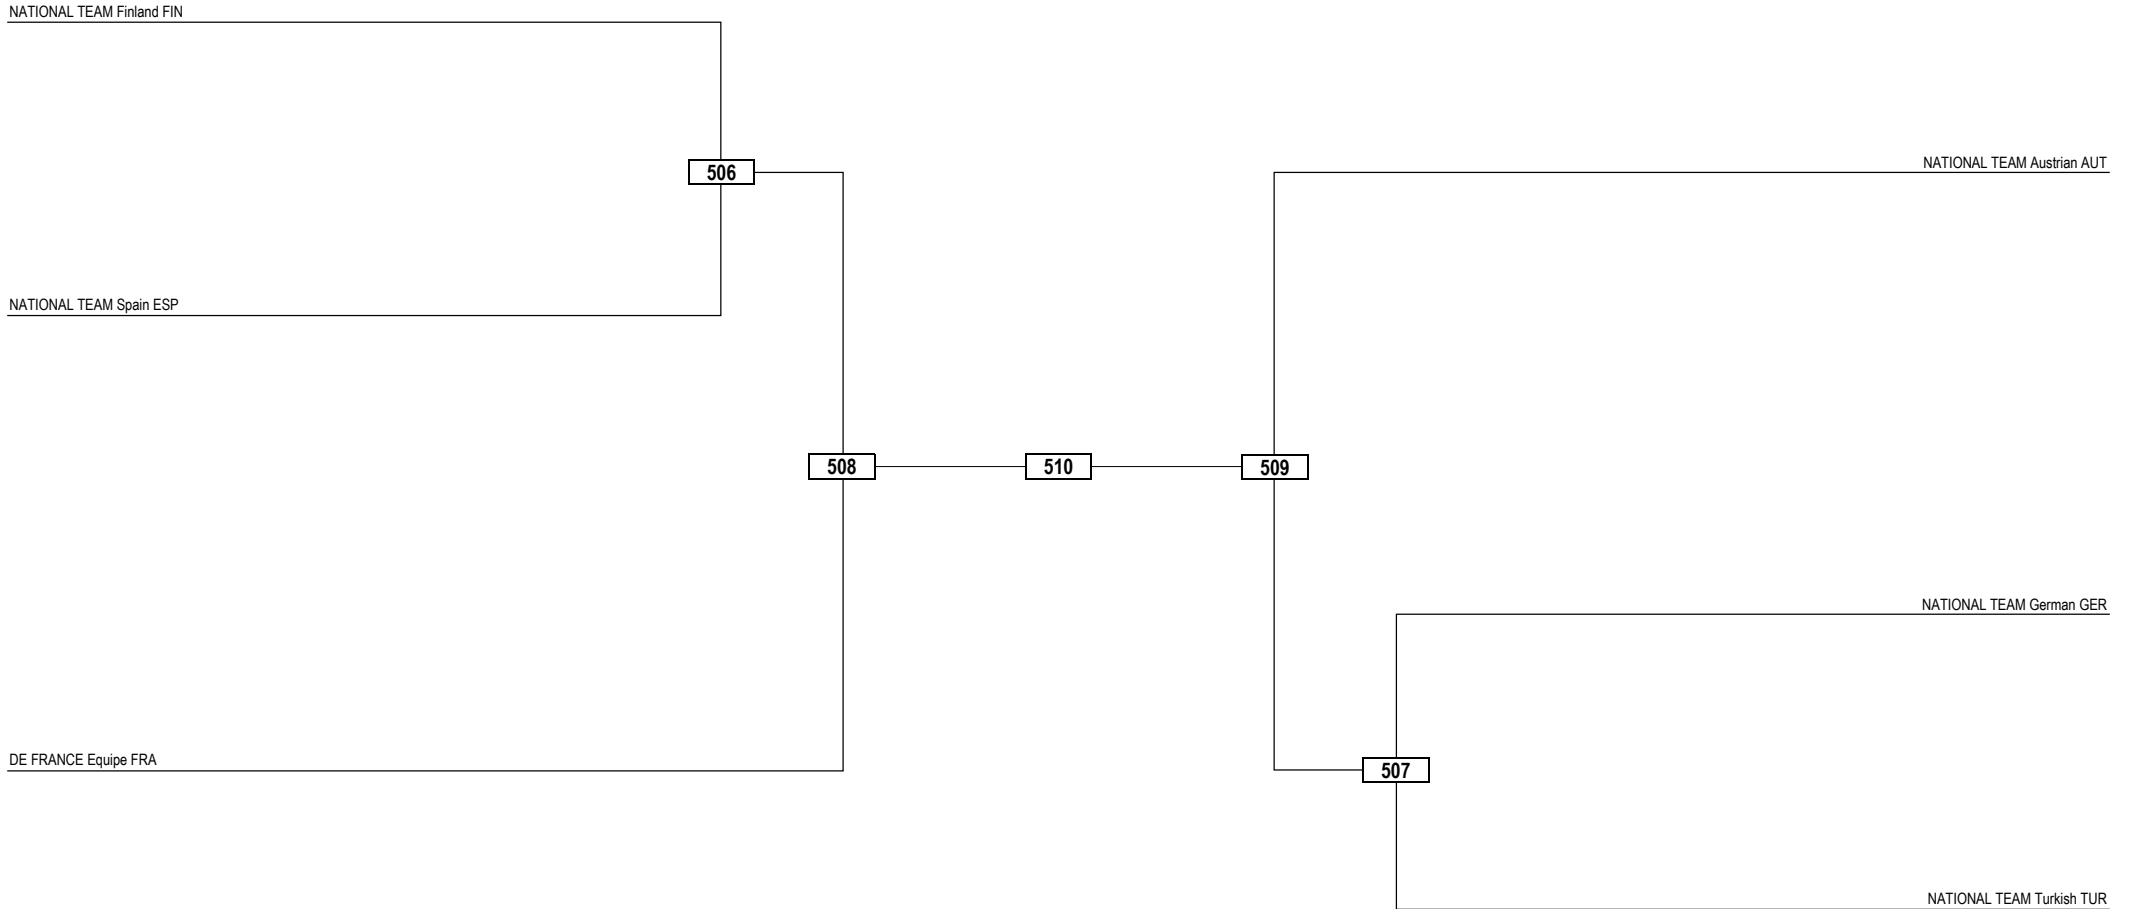 NATIONAL TEAM Finland FIN
506
NATIONAL TEAM Austrian AUT
NATIONAL TEAM Spain ESP
508
510
509
NATIONAL TEAM German GER
DE FRANCE Equipe FRA
507
NATIONAL TEAM Turkish TUR